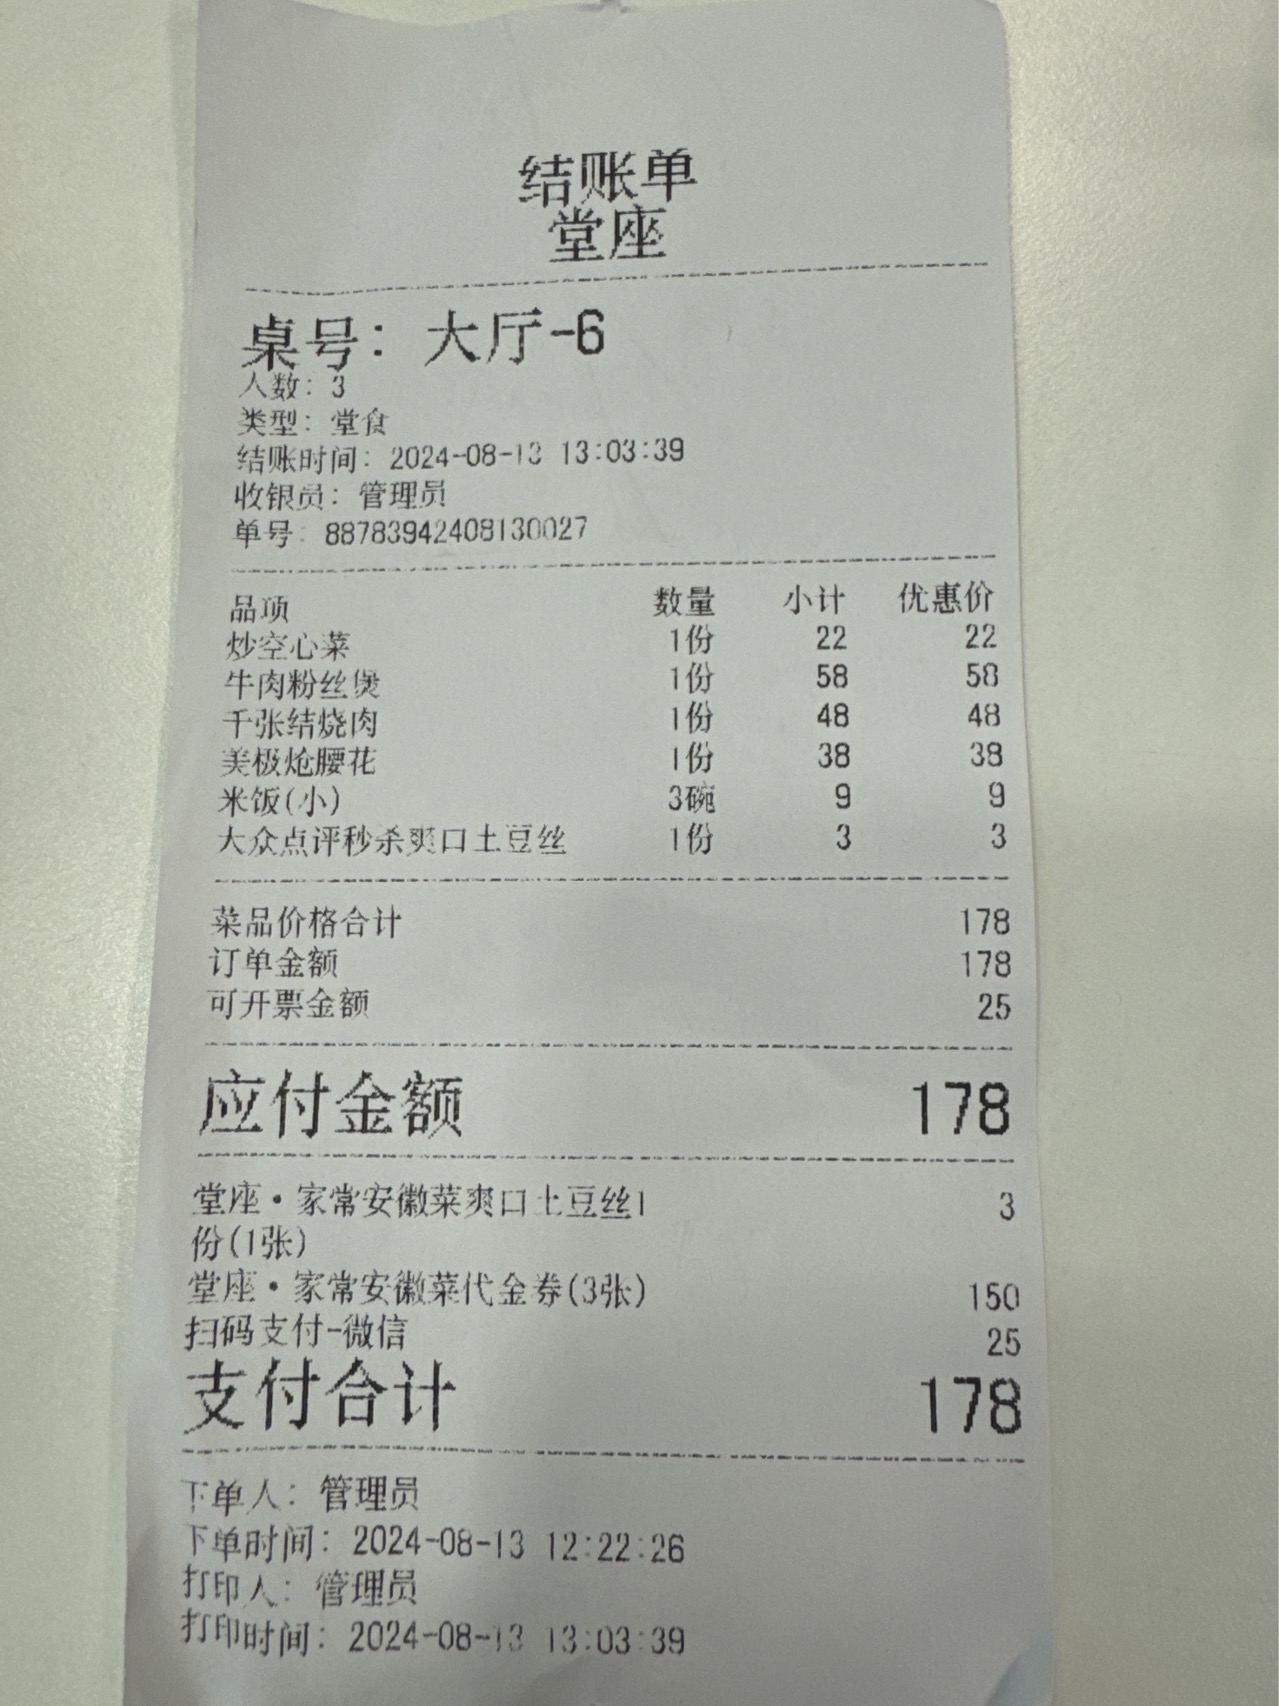 结账单
堂座
桌号: 大厅-6
人数: 3
类型: 堂食
结账时间: 2024-08-13 13:03:39
收银员: 管理员
单号: 88783942408130027
品项 数量 小计 优惠价
炒空心菜 1份 22 22
牛肉粉丝煲 1份 58 58
千张结烧肉 1份 48 48
美极炝腰花 1份 38 38
米饭(小) 3碗 9 9
大众点评秒杀爽口土豆丝 1份 3 3
菜品价格合计 178
订单金额 178
可开票金额 25
应付金额 178
堂座·家常安徽菜爽口土豆丝1 3
份(1张)
堂座·家常安徽菜代金券(3张) 150
扫码支付-微信 25
支付合计 178
下单人: 管理员
下单时间: 2024-08-13 12:22:26
打印人: 管理员
打印时间: 2024-08-13 13:03:39